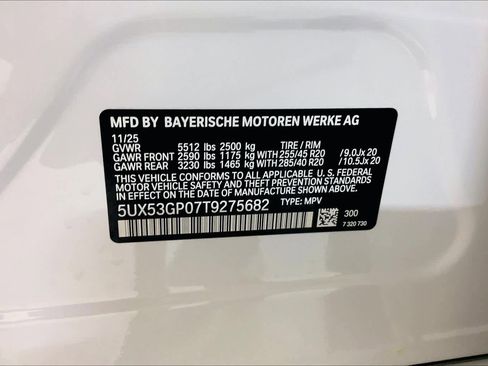 MFD BY BAYERISCHE MOTOREN WERKE AG
11/25
GVWR 5512 lbs 2500 kg TIRE / RIM
GAWR FRONT 2590 lbs 1175 kg WITH 255/45 R20 /9.0Jx 20
GAWR REAR 3230 lbs 1465 kg WITH 285/40 R20 /10.5Jx 20
THIS VEHICLE CONFORMS TO ALL APPLICABLE U.S. FEDERAL
MOTOR VEHICLE SAFETY, BUMPER AND THEFT PREVENTION
STANDARDS IN EFFECT ON THE DATE OF MANUFACTURE SHOWN ABOVE.
5UX53GP07T9275682 TYPE: MPV
300
7 320 730